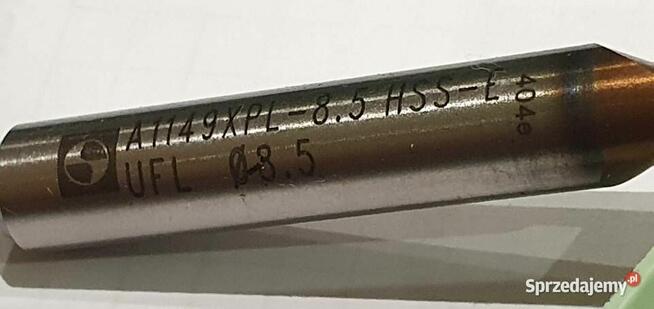 A1149XPL-8.5 HSS-E
UFL Ø8.5
404e
Sprzedajemy.pl